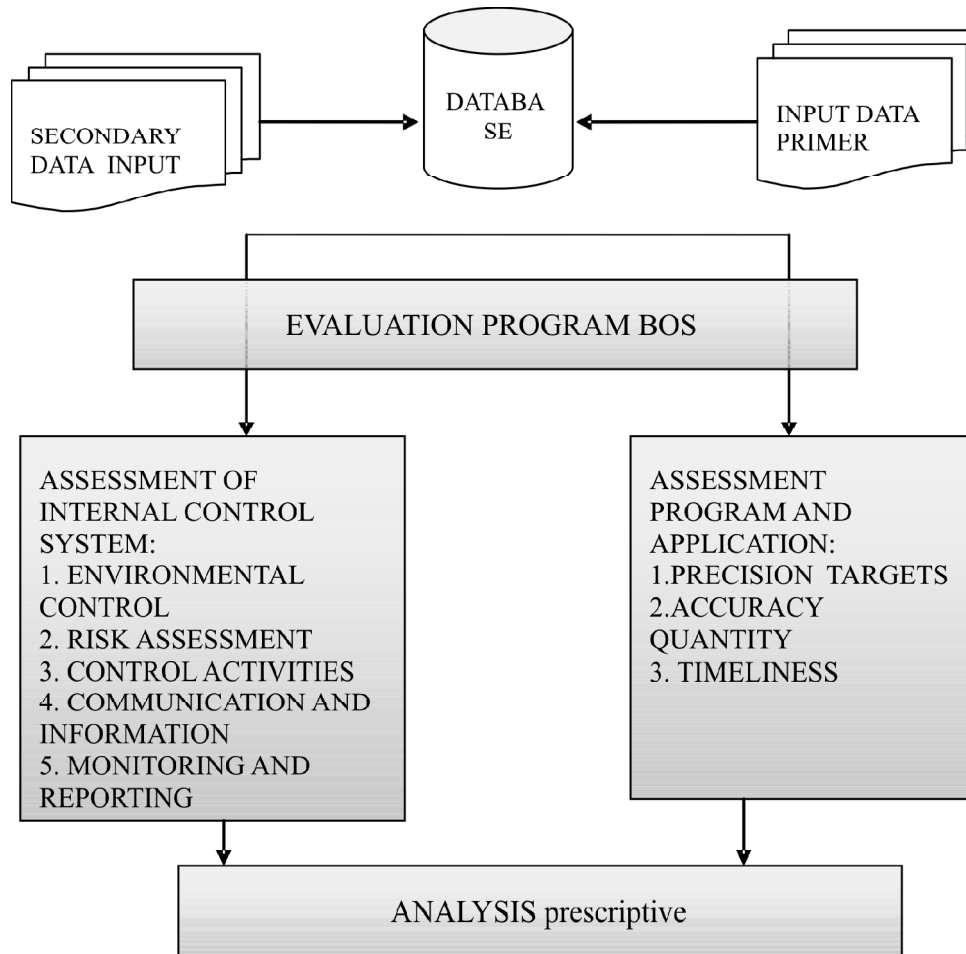 SECONDARY
DATA INPUT
DATABA
SE
INPUT DATA
PRIMER
EVALUATION PROGRAM BOS
ASSESSMENT OF
INTERNAL CONTROL
SYSTEM:
1. ENVIRONMENTAL
CONTROL
2. RISK ASSESSMENT
3. CONTROL ACTIVITIES
4. COMMUNICATION AND
INFORMATION
5. MONITORING AND
REPORTING
ASSESSMENT
PROGRAM AND
APPLICATION:
1.PRECISION TARGETS
2.ACCURACY
QUANTITY
3. TIMELINESS
ANALYSIS prescriptive